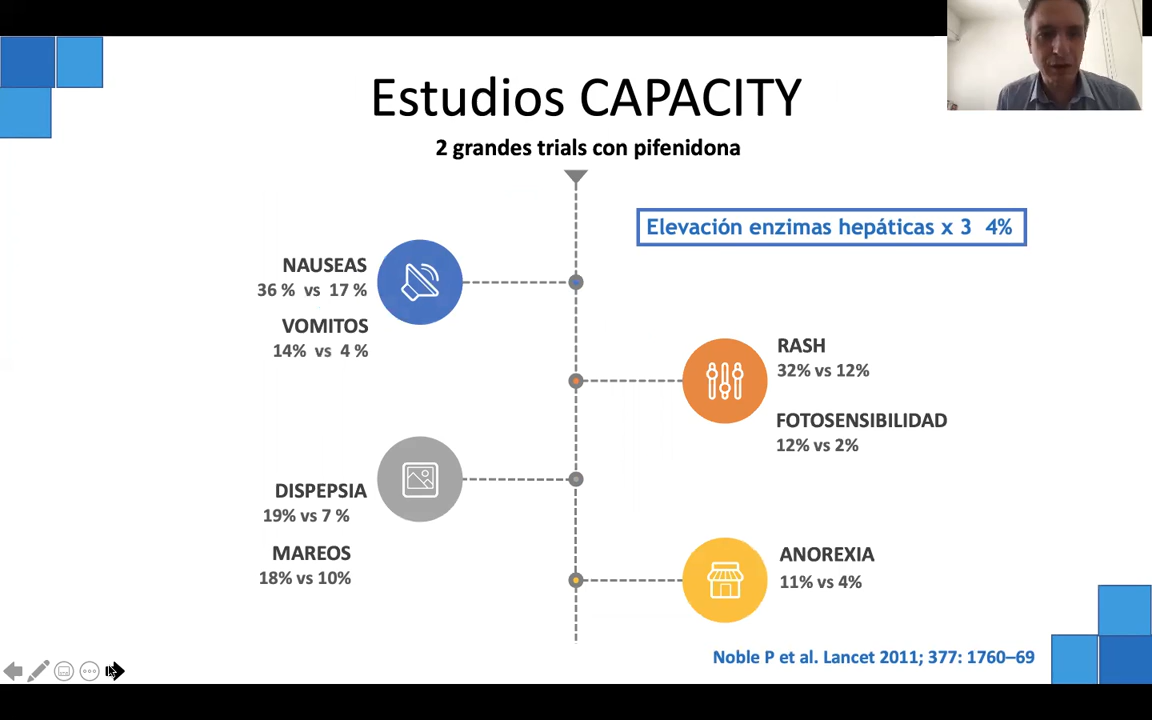 Estudios CAPACITY
2 grandes trials con pifenidona
Elevación enzimas hepáticas x 3 4%
NAUSEAS
36 % vs 17 %
VOMITOS
14% vs 4 %
RASH
32% vs 12%
FOTOSENSIBILIDAD
12% vs 2%
DISPEPSIA
19% vs 7 %
MAREOS
18% vs 10%
ANOREXIA
11% vs 4%
Noble P et al. Lancet 2011; 377: 1760–69